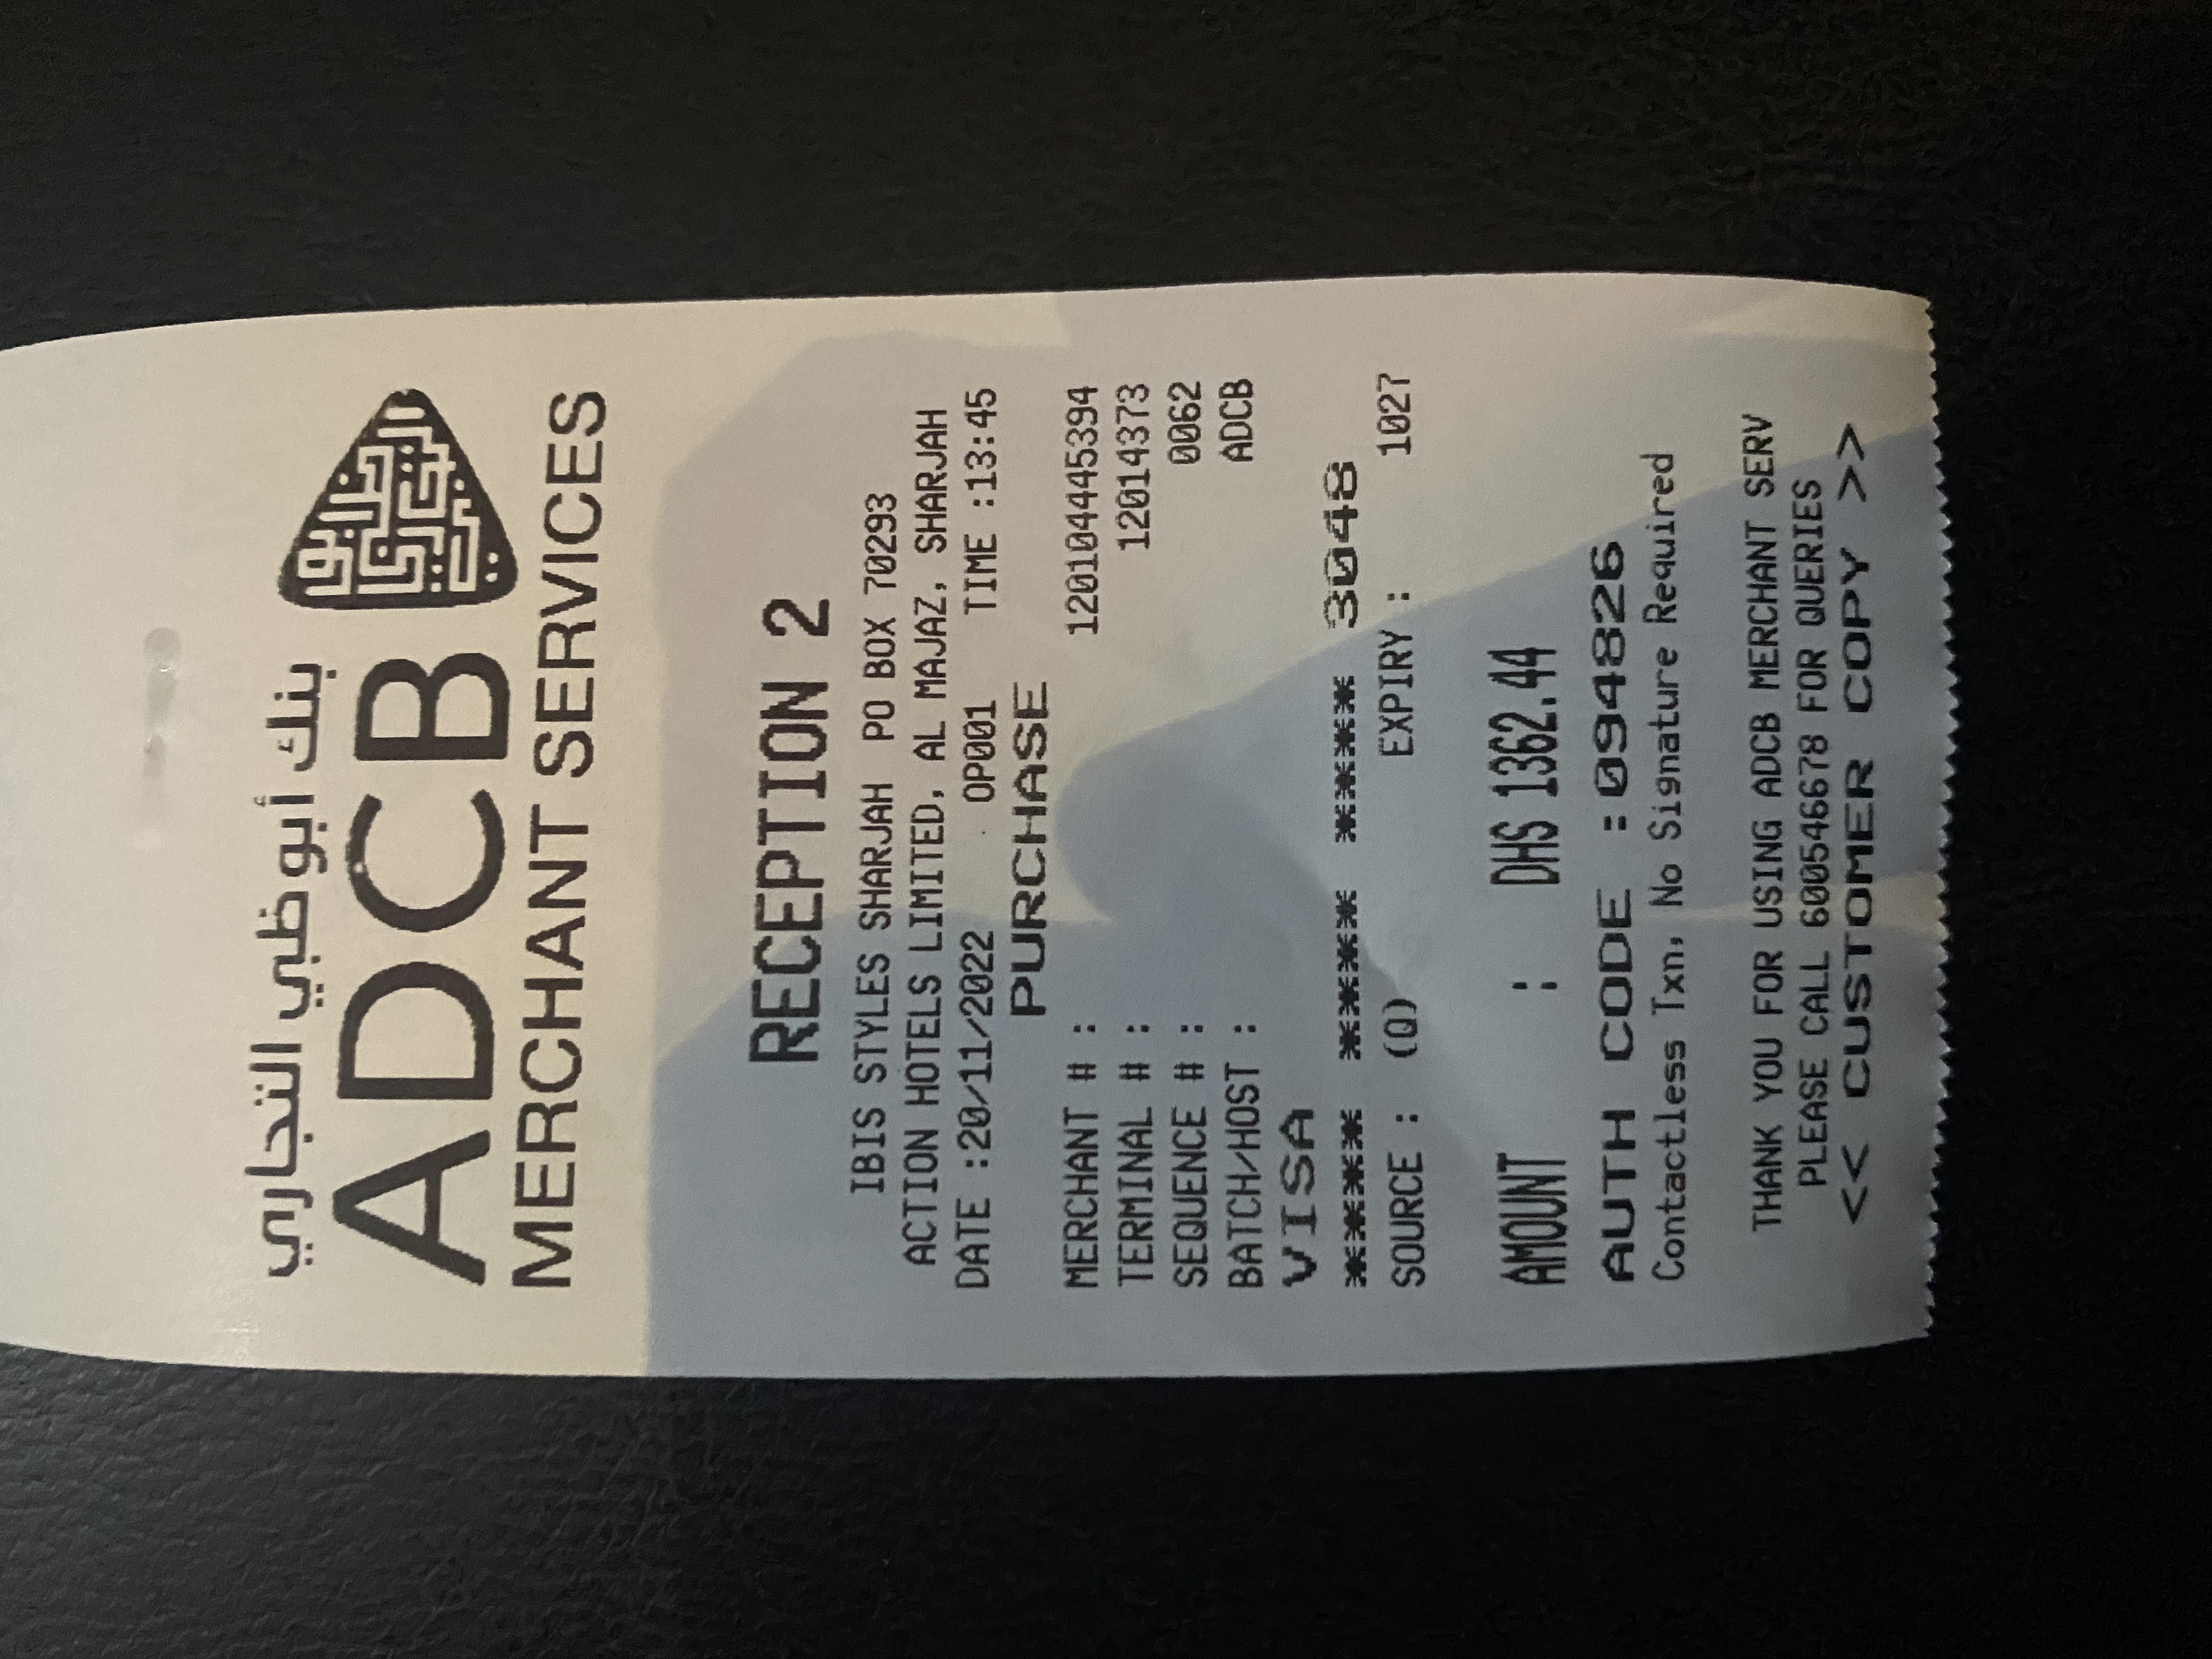 بنك أبوظبي التجاري
ADCB
MERCHANT SERVICES
RECEPTION 2
IBIS STYLES SHARJAH PO BOX 70293
ACTION HOTELS LIMITED, AL MAJAZ, SHARJAH
DATE :20/11/2022 OP001 TIME :13:45
PURCHASE
MERCHANT # : 120104445394
TERMINAL # : 12014373
SEQUENCE # : 0062
BATCH/HOST : ADCB
VISA
**** **** **** 3048
SOURCE : (Q) EXPIRY : 1027
AMOUNT : DHS 1362.44
AUTH CODE :094826
Contactless Txn, No Signature Required
THANK YOU FOR USING ADCB MERCHANT SERV
PLEASE CALL 600546678 FOR QUERIES
<< CUSTOMER COPY >>